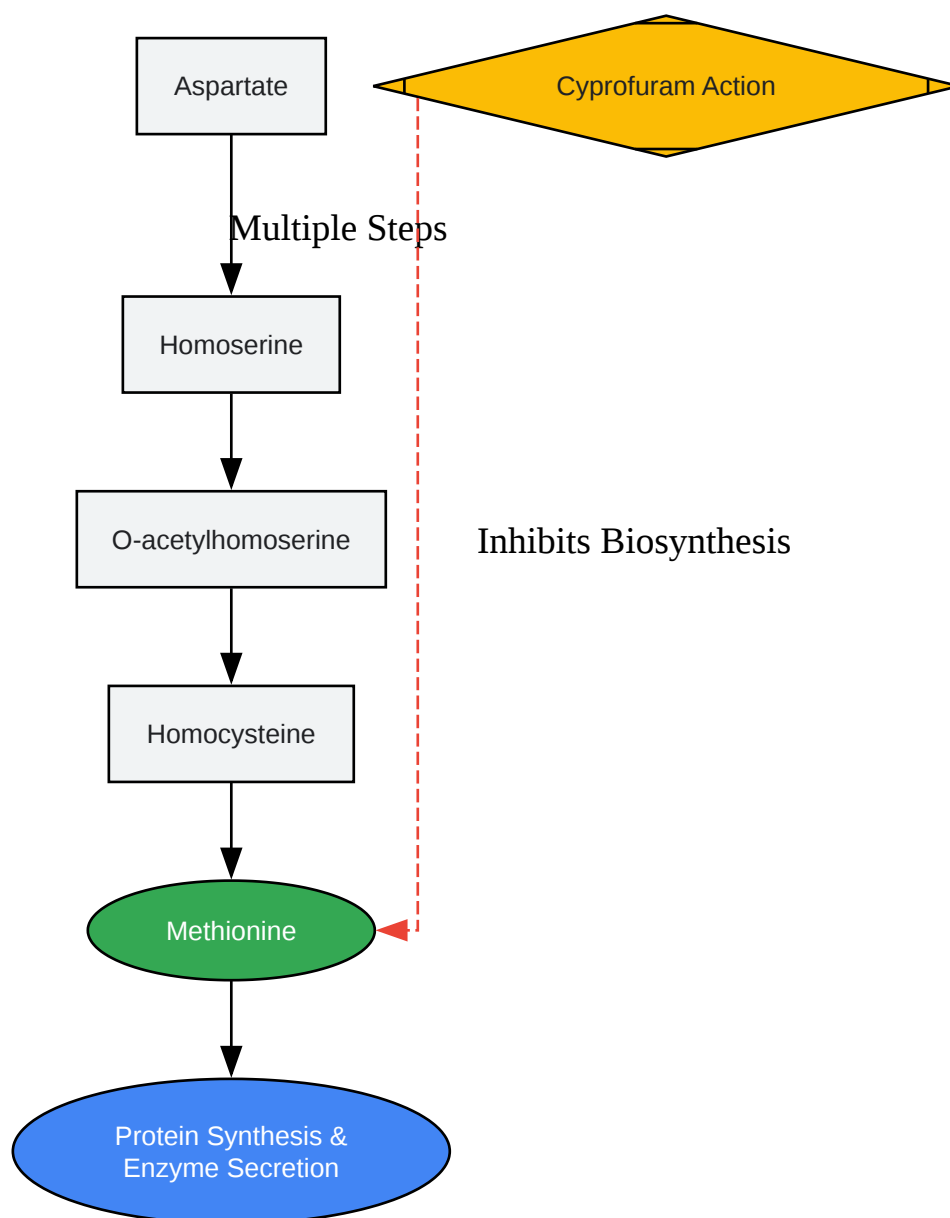 Aspartate
Cyprofuram Action
Multiple Steps
Homoserine
O-acetylhomoserine
Inhibits Biosynthesis
Homocysteine
Methionine
Protein Synthesis &
Enzyme Secretion